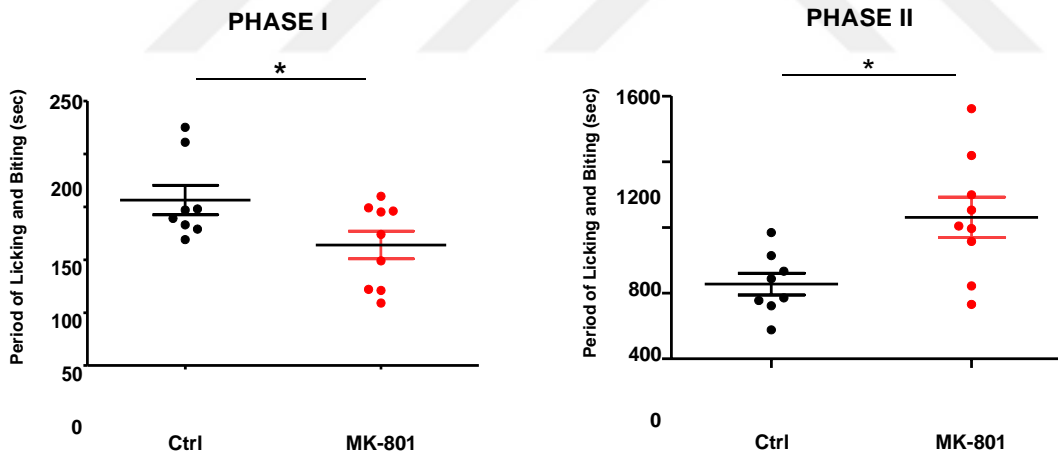 PHASE I
*
Period of Licking and Biting (sec)
250
200
150
100
50
0
Ctrl
MK-801
PHASE II
*
Period of Licking and Biting (sec)
1600
1200
800
400
0
Ctrl
MK-801